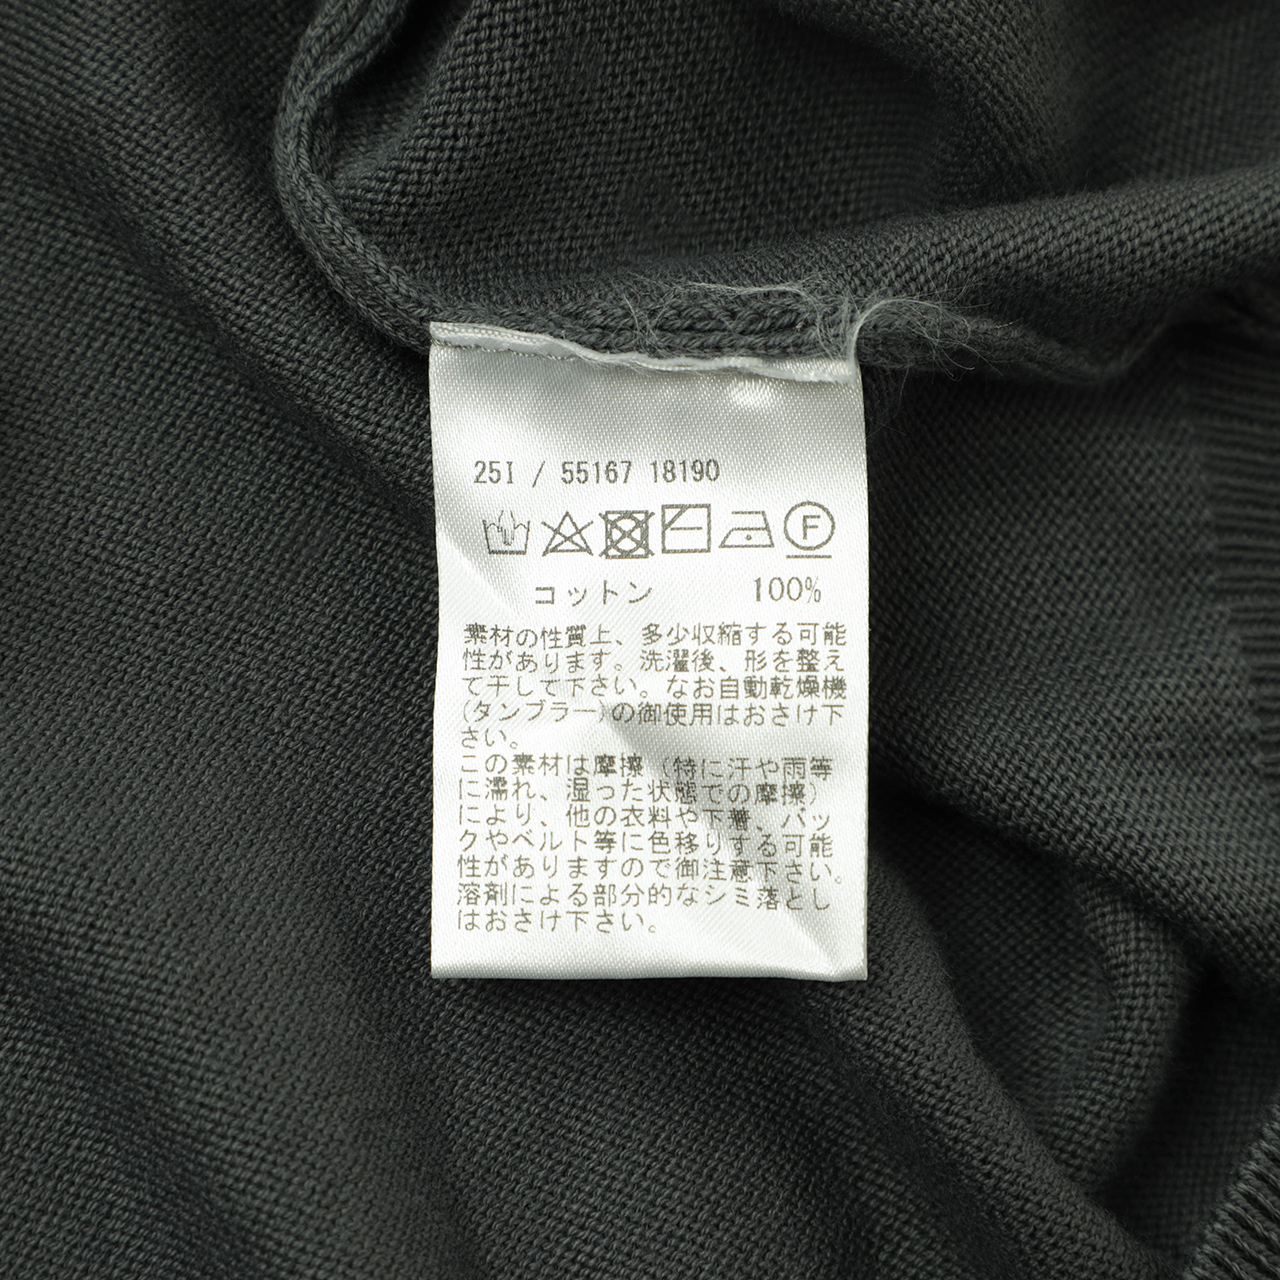 25I / 55167 18190
F
コットン 100%
素材の性質上、多少収縮する可能
性があります。洗濯後、形を整え
て干して下さい。なお自動乾燥機
(タンブラー)の御使用はおさけ下
さい。
この素材は摩擦(特に汗や雨等
に濡れ、湿った状態での摩擦)
により、他の衣料や下着、バッ
クやベルト等に色移りする可能
性がありますので御注意下さい。
溶剤による部分的なシミ落とし
はおさけ下さい。